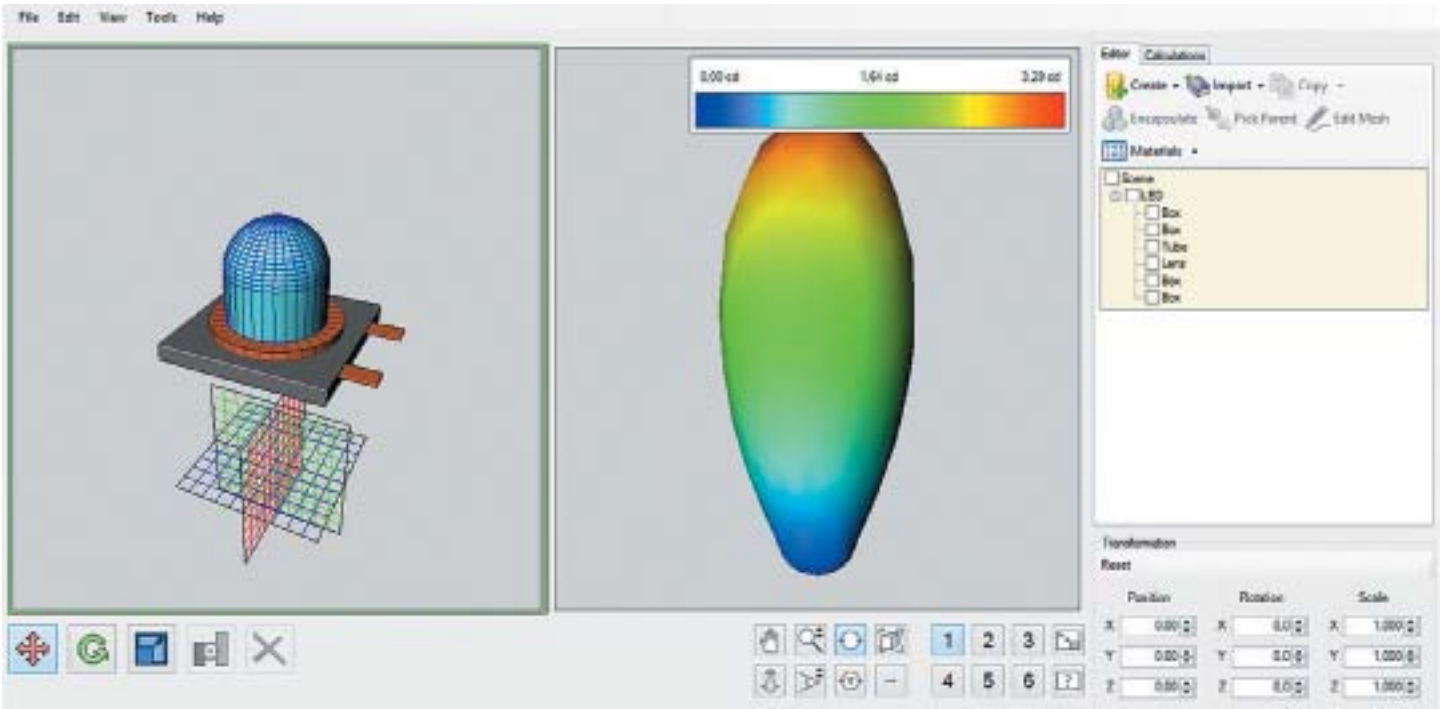 File Edit View Tools Help
0.00 cd 1.64 cd 3.29 cd
Editor Calculations
Create Import Copy
Encapsulate Pick Parent Edit Mesh
Materials
Scene
LED
Box
Box
Tube
Lens
Box
Box
Transformation
Reset
Position Rotation Scale
X 0.00 X 0.0 X 1.000
Y 0.00 Y 0.0 Y 1.000
Z 0.00 Z 0.0 Z 1.000
1 2 3
4 5 6 ?